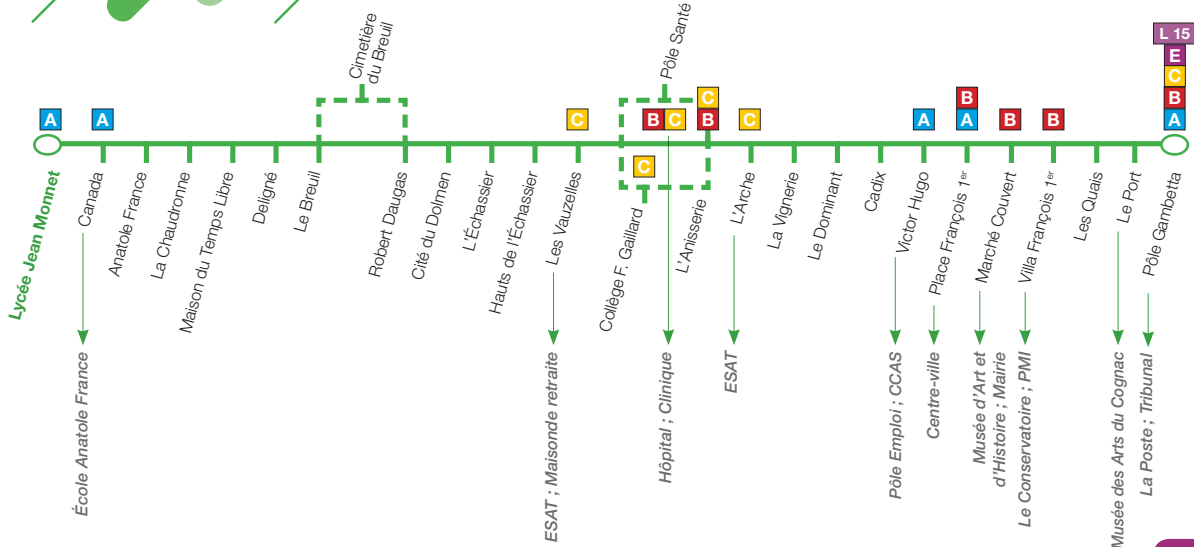 L 15
E
C
B
A
Cimetière
du Breuil
Pôle Santé
A
A
C
B
C
C
B
C
A
B
A
B
B
C
Lycée Jean Monnet
Canada
Anatole France
La Chaudronne
Maison du Temps Libre
Deligné
Le Breuil
Robert Daugas
Cité du Dolmen
L'Échassier
Hauts de l'Échassier
Les Vauzelles
Collège F. Gaillard
L'Anisserie
L'Arche
La Vignerie
Le Dominant
Cadix
Victor Hugo
Place François 1er
Marché Couvert
Villa François 1er
Les Quais
Le Port
Pôle Gambetta
École Anatole France
ESAT ; Maisonde retraite
Hôpital ; Clinique
ESAT
Pôle Emploi ; CCAS
Centre-ville
Musée d'Art et
d'Histoire ; Mairie
Le Conservatoire ; PMI
Musée des Arts du Cognac
La Poste ; Tribunal